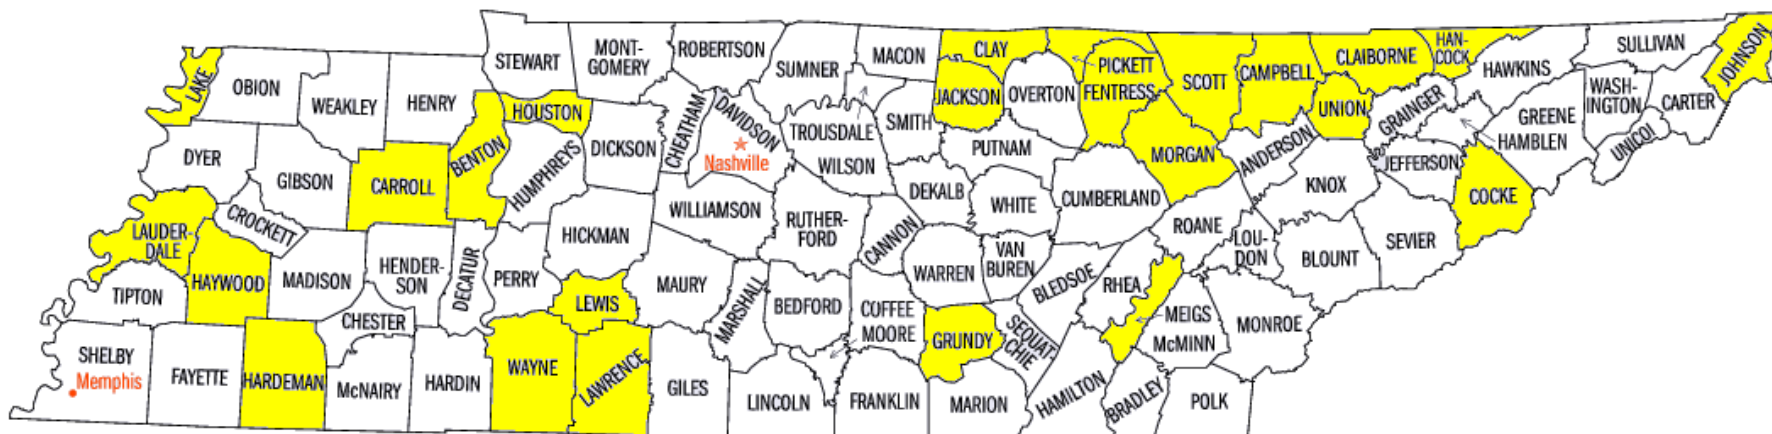 STEWART
MONT-
GOMERY
ROBERTSON
SUMNER
MACON
CLAY
PICKETT
SCOTT
CAMPBELL
CLAIBORNE
HAN-
COCK
HAWKINS
SULLIVAN
JOHNSON
LAKE
OBION
WEAKLEY
HENRY
HOUSTON
CHEATHAM
DAVIDSON
Nashville
TROUSDALE
SMITH
JACKSON
OVERTON
FENTRESS
UNION
GRAINGER
HAMBLEN
GREENE
WASH-
INGTON
CARTER
UNICOI
DYER
GIBSON
CARROLL
BENTON
HUMPHREYS
DICKSON
WILSON
PUTNAM
MORGAN
ANDERSON
KNOX
JEFFERSON
COCKE
LAUDER-
DALE
CROCKETT
HICKMAN
WILLIAMSON
RUTHER-
FORD
CANNON
DEKALB
WHITE
CUMBERLAND
ROANE
LOU-
DON
BLOUNT
SEVIER
TIPTON
HAYWOOD
MADISON
HENDER-
SON
DECATUR
PERRY
LEWIS
MAURY
MARSHALL
BEDFORD
COFFEE
MOORE
WARREN
VAN
BUREN
BLEDSOE
RHEA
MEIGS
McMINN
MONROE
SHELBY
Memphis
FAYETTE
HARDEMAN
CHESTER
McNAIRY
HARDIN
WAYNE
LAWRENCE
GILES
LINCOLN
FRANKLIN
GRUNDY
SEQUAT-
CHIE
MARION
HAMILTON
BRADLEY
POLK